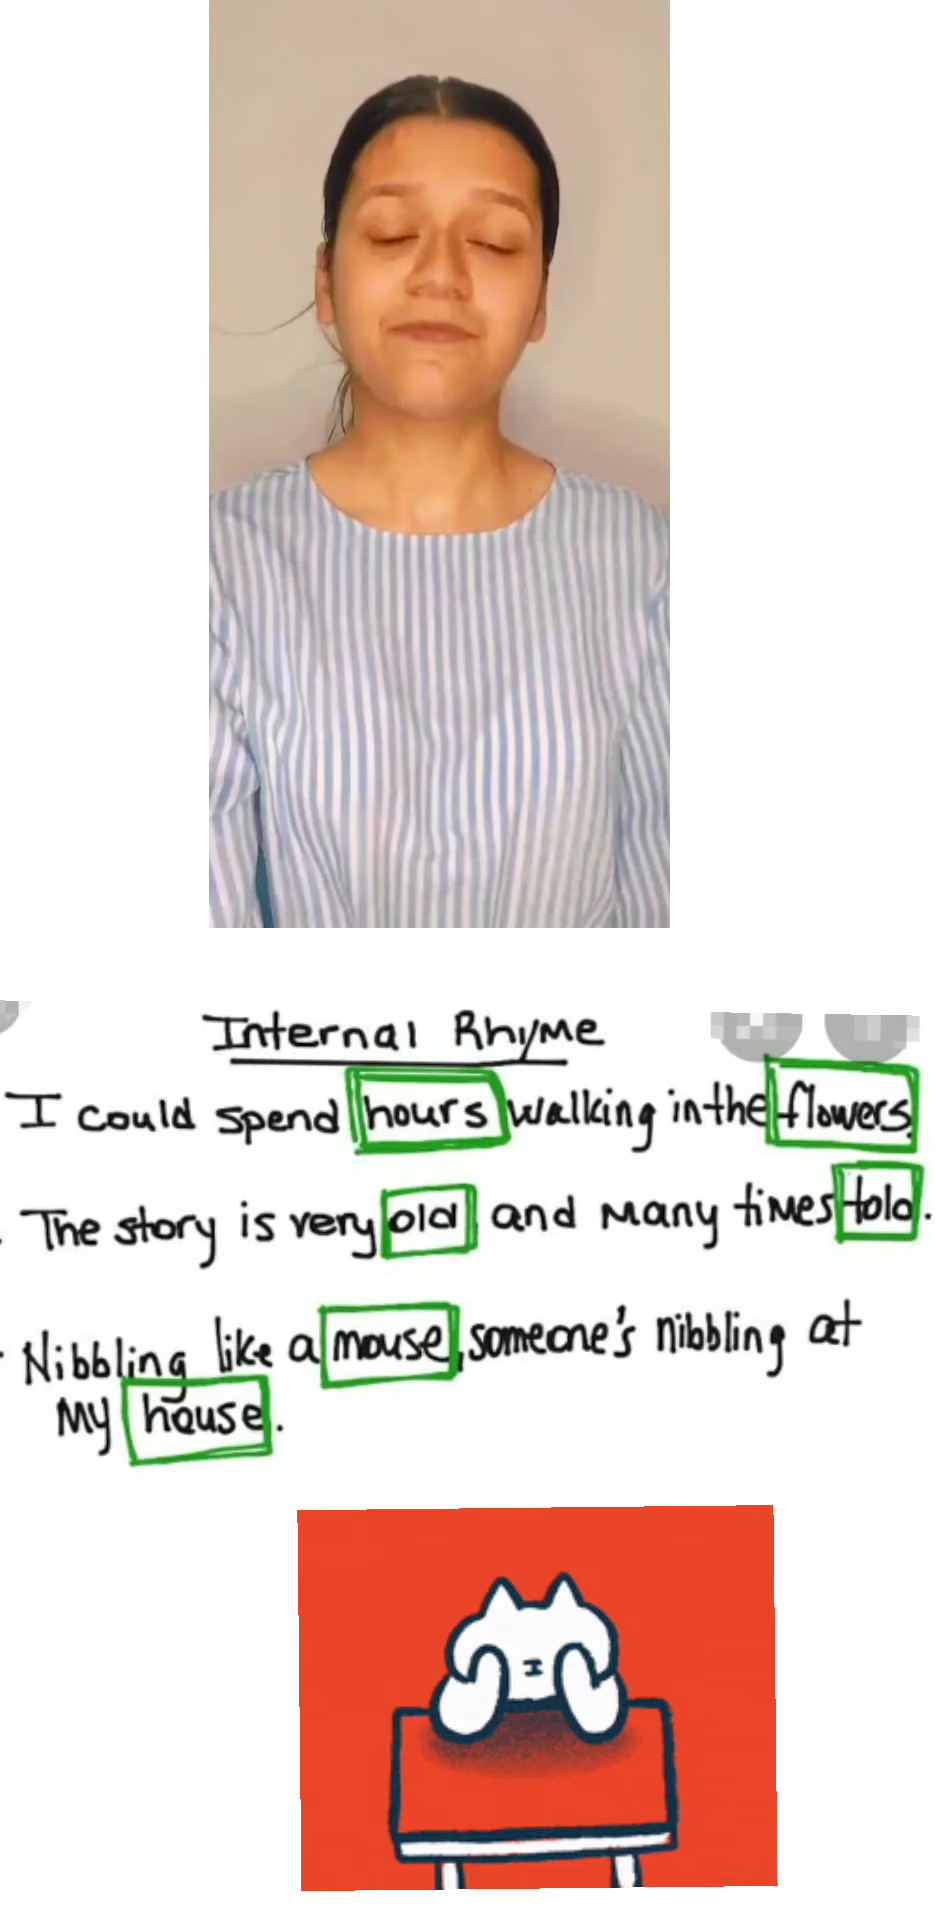 Internal Rhyme
I could spend hours walking in the flowers.
. The story is very old and many times told.
Nibbling like a mouse, someone's nibbling at
my house.